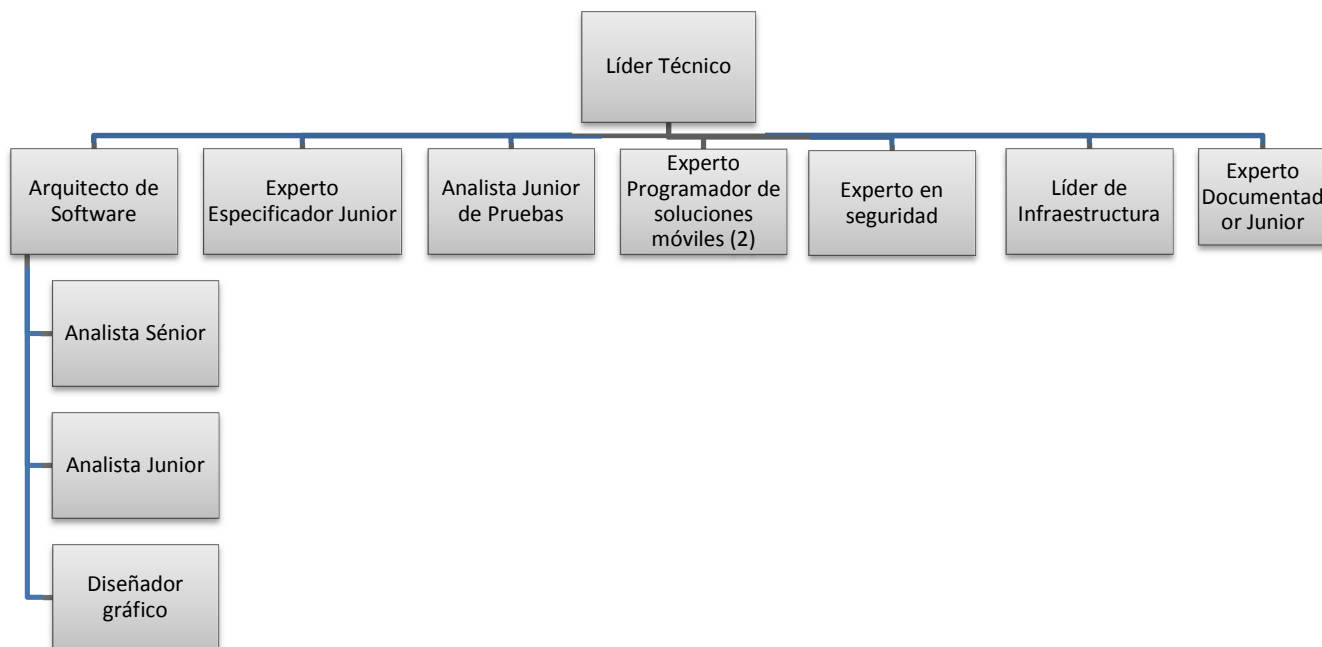 Líder Técnico
Arquitecto de
Software
Experto
Especificador Junior
Analista Junior
de Pruebas
Experto
Programador de
soluciones
móviles (2)
Experto en
seguridad
Líder de
Infraestructura
Experto
Documentad
or Junior
Analista Sénior
Analista Junior
Diseñador
gráfico